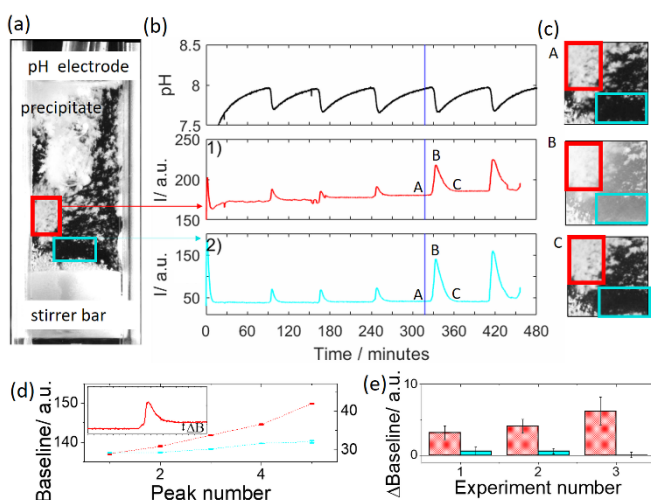 (a)
pH electrode
precipitate
stirrer bar
(b)
8.5
8
7.5
pH
1)
250
200
150
I/ a.u.
B
A
C
2)
150
100
50
I/ a.u.
B
A
C
0 60 120 180 240 300 360 420 480
Time / minutes
(c)
A
B
C
(d)
150
140
Baseline/ a.u.
ΔB
40
30
2 4
Peak number
(e)
10
5
0
ΔBaseline/ a.u.
1 2 3
Experiment number